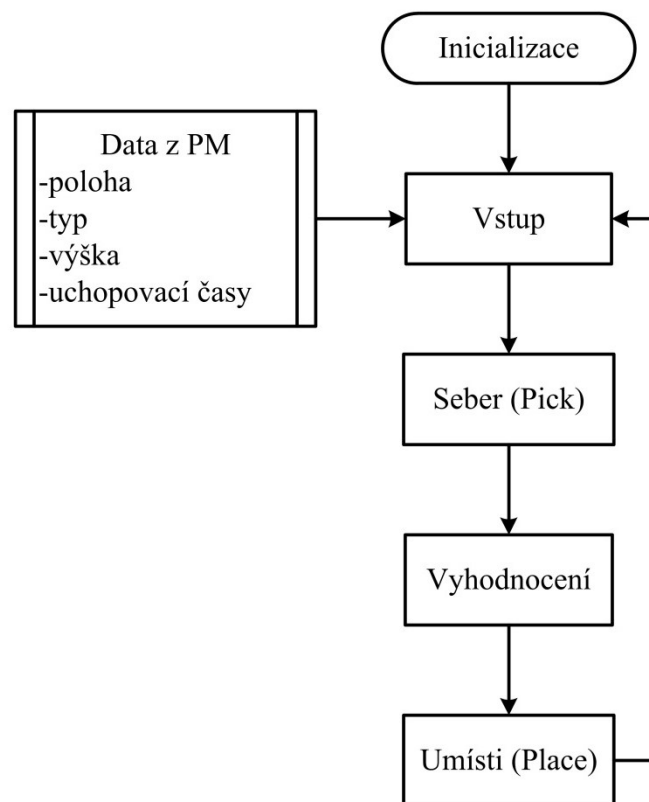 Inicializace
Data z PM
-poloha
-typ
-výška
-uchopovací časy
Vstup
Seber (Pick)
Vyhodnocení
Umísti (Place)